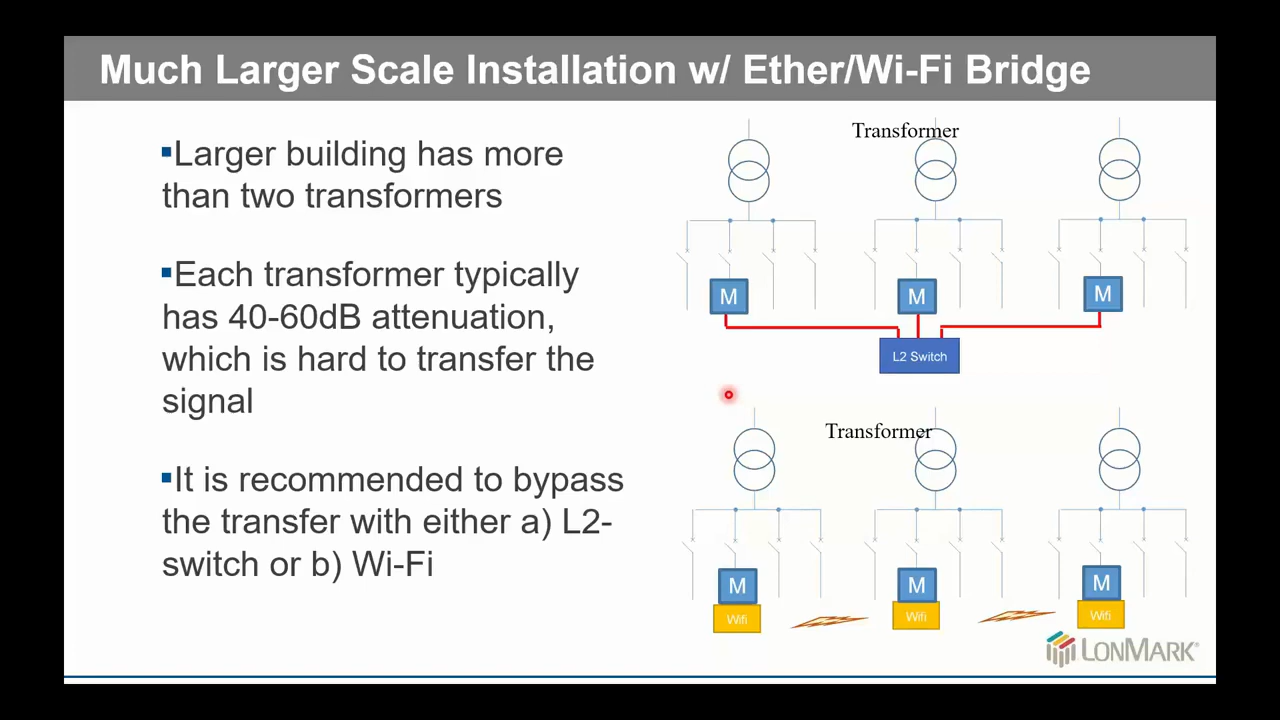 Much Larger Scale Installation w/ Ether/Wi-Fi Bridge
▪Larger building has more
than two transformers
▪Each transformer typically
has 40-60dB attenuation,
which is hard to transfer the
signal
▪It is recommended to bypass
the transfer with either a) L2-
switch or b) Wi-Fi
Transformer
M
M
M
L2 Switch
Transformer
M
M
M
Wifi
Wifi
Wifi
LONMARK®